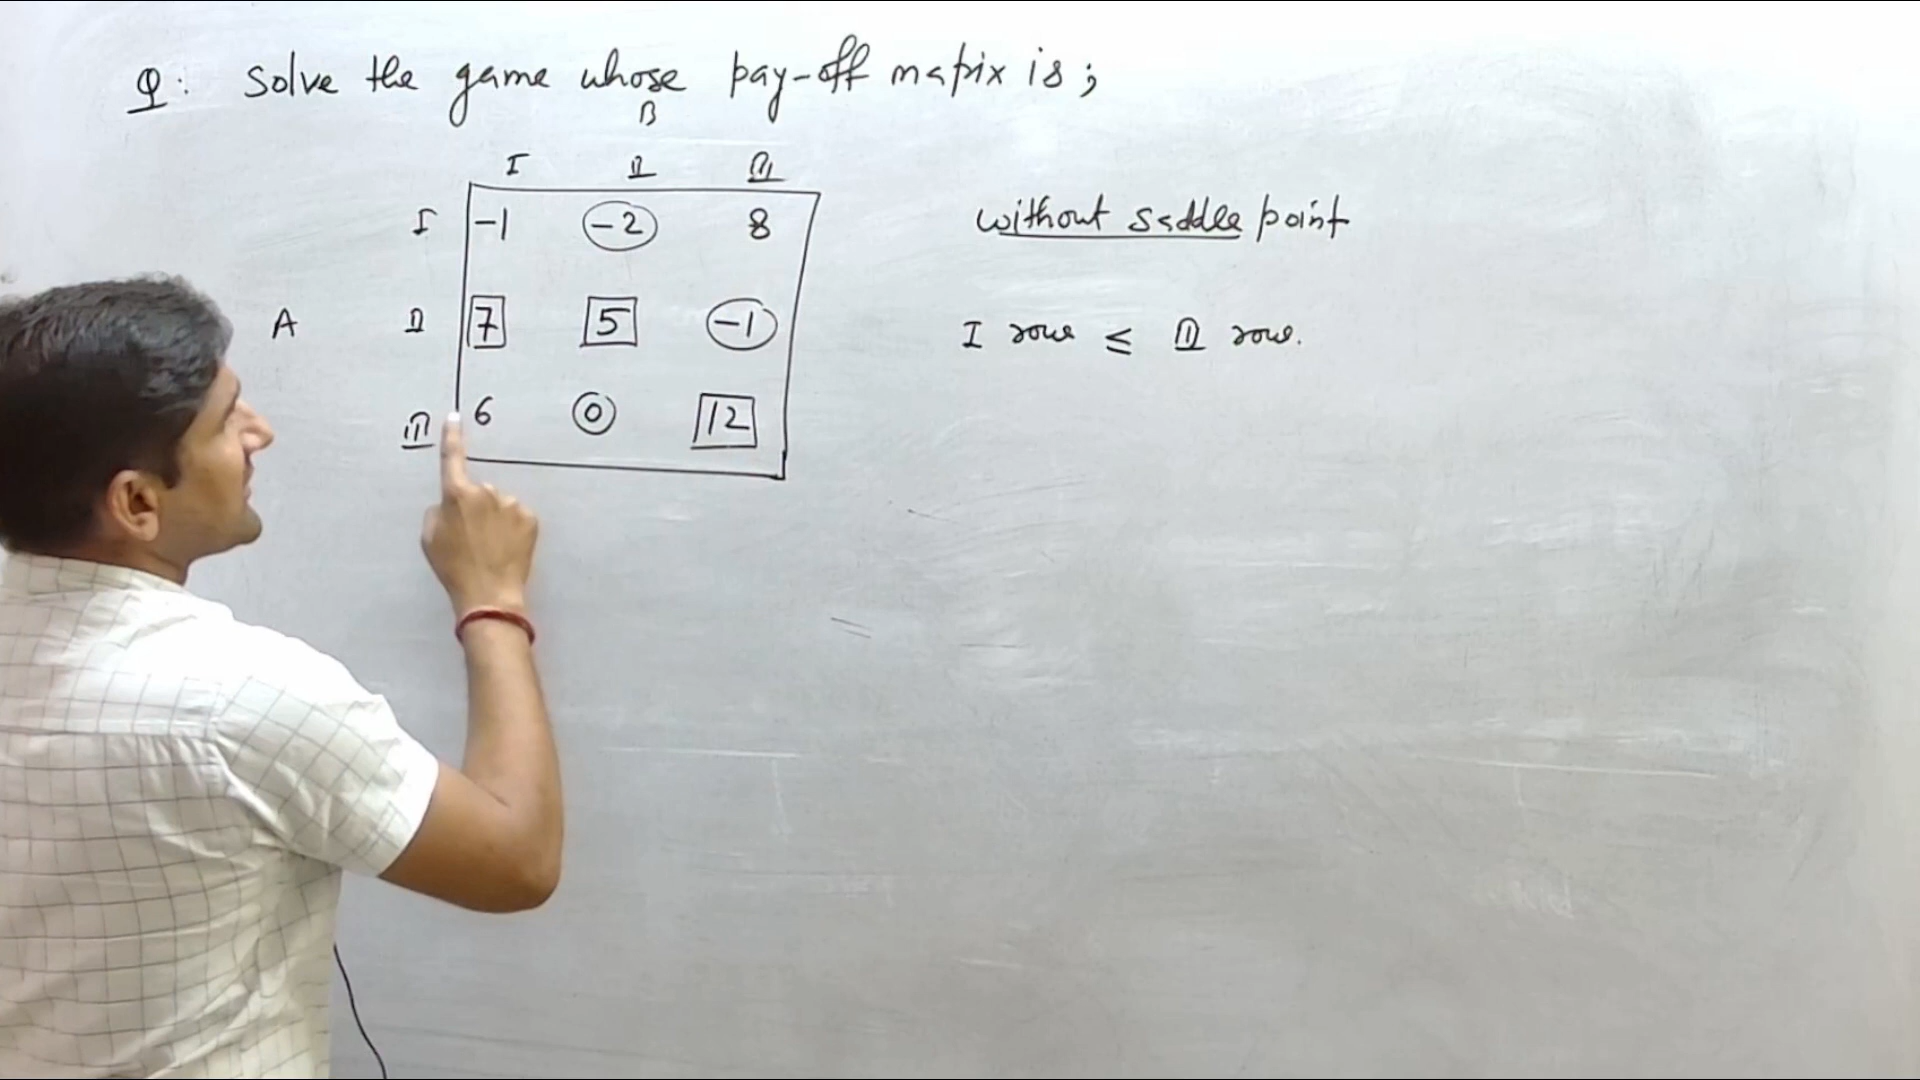 Q: Solve the game whose pay-off matrix is;
B
I II III
I -1 -2 8
A II 7 5 -1
III 6 0 12
without saddle point
I row ≤ III row.